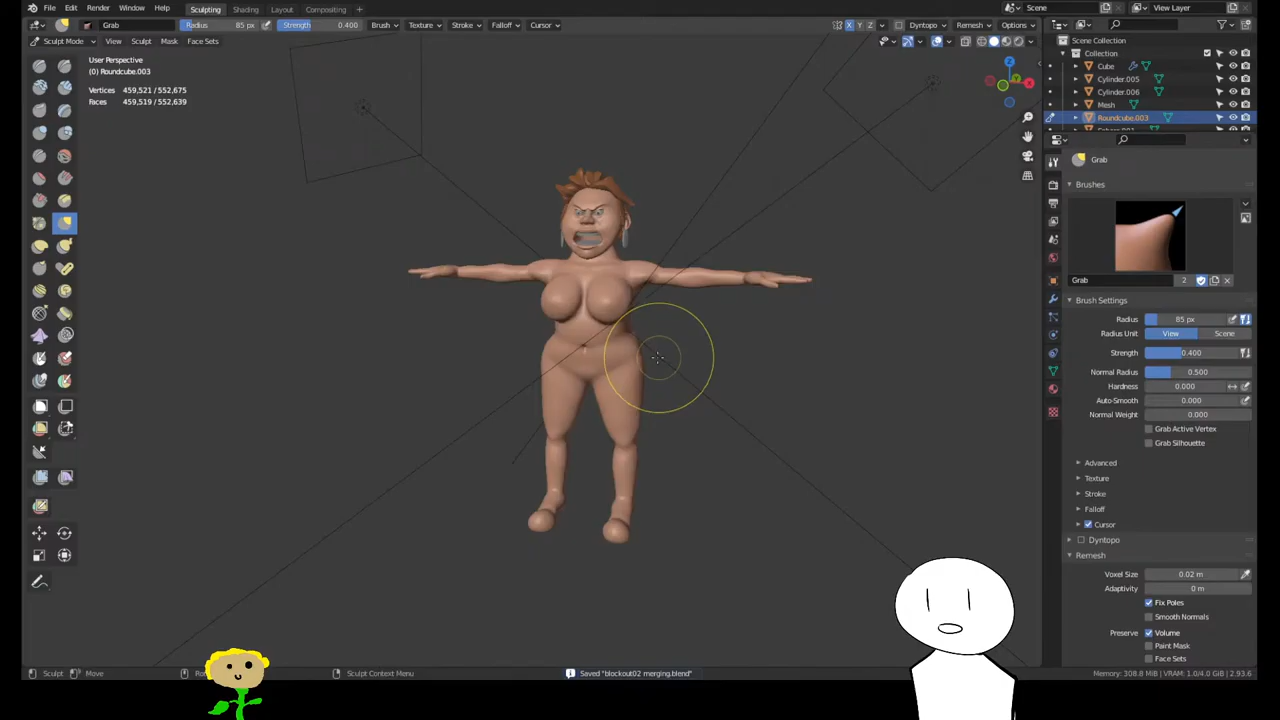 File Edit Render Window Help Sculpting Shading Layout Compositing + Scene View Layer
Grab Radius 85 px Strength 0.400 Brush Texture Stroke Falloff Cursor X Y Z Dyntopo Remesh Options
Sculpt Mode View Sculpt Mask Face Sets
User Perspective
(0) Roundcube.003
Vertices 459,521 / 552,675
Faces 459,519 / 552,639
Scene Collection
Collection
Cube
Cylinder.005
Cylinder.006
Mesh
Roundcube.003
Grab
Brushes
Grab 2
Brush Settings
Radius 85 px
Radius Unit View Scene
Strength 0.400
Normal Radius 0.500
Hardness 0.000
Auto-Smooth 0.000
Normal Weight 0.000
Grab Active Vertex
Grab Silhouette
Advanced
Texture
Stroke
Falloff
Cursor
Dyntopo
Remesh
Voxel Size 0.02 m
Adaptivity 0 m
Fix Poles
Smooth Normals
Preserve Volume
Paint Mask
Face Sets
Sculpt Move Sculpt Context Menu Saved "blockout02 merging.blend" Memory: 308.8 MiB | VRAM: 1.0/4.0 GiB | 2.93.6